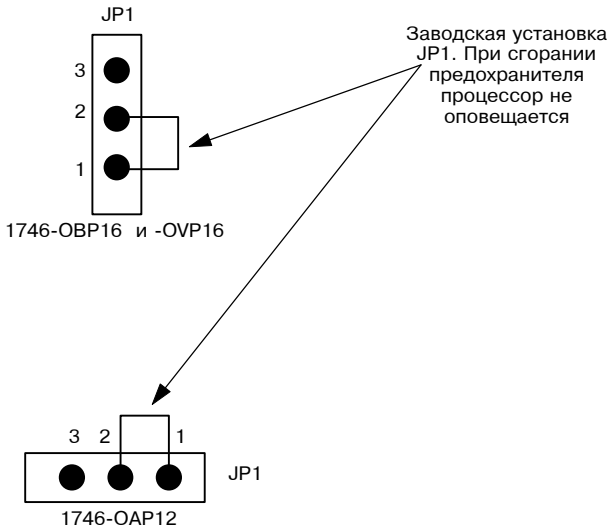 JP1
Заводская установка
JP1. При сгорании
предохранителя
процессор не
оповещается
3
2
1
1746-OBP16 и -OVP16
3 2 1
JP1
1746-OAP12